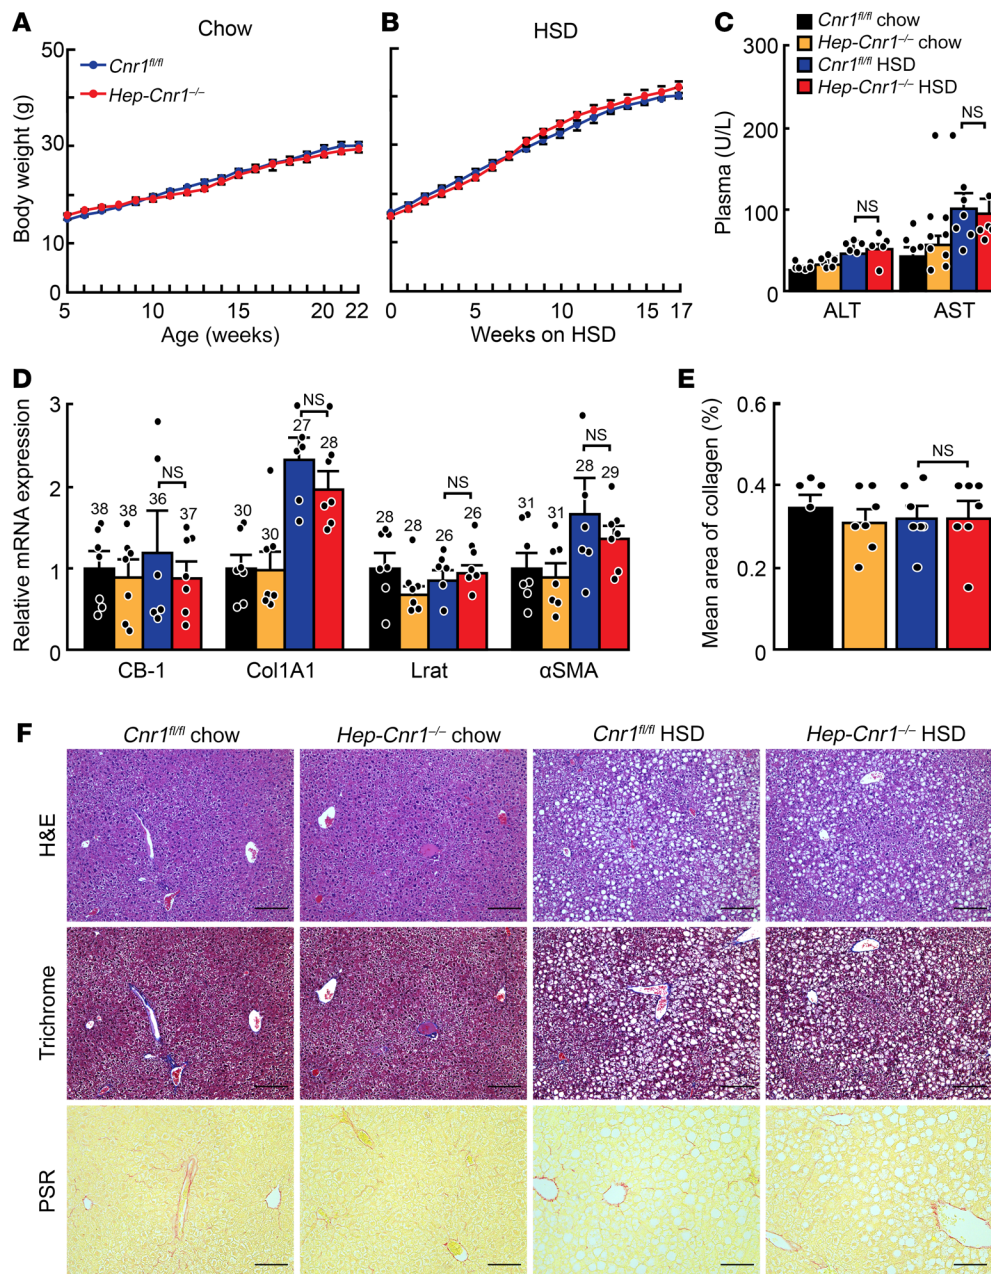 A
Chow
Body weight (g)
50
30
10
0
Cnr1fl/fl
Hep-Cnr1–/–
5 10 15 20 22
Age (weeks)
B
HSD
0 5 10 15 17
Weeks on HSD
C
Cnr1fl/fl chow
Hep-Cnr1–/– chow
Cnr1fl/fl HSD
Hep-Cnr1–/– HSD
Plasma (U/L)
300
200
100
0
NS
NS
ALT AST
D
Relative mRNA expression
3
2
1
0
38 38 36 37
NS
30 30 27 28
NS
28 28 26 26
NS
31 31 28 29
NS
CB-1 Col1A1 Lrat αSMA
E
Mean area of collagen (%)
0.6
0.4
0.2
0
NS
F
Cnr1fl/fl chow Hep-Cnr1–/– chow Cnr1fl/fl HSD Hep-Cnr1–/– HSD
H&E
Trichrome
PSR